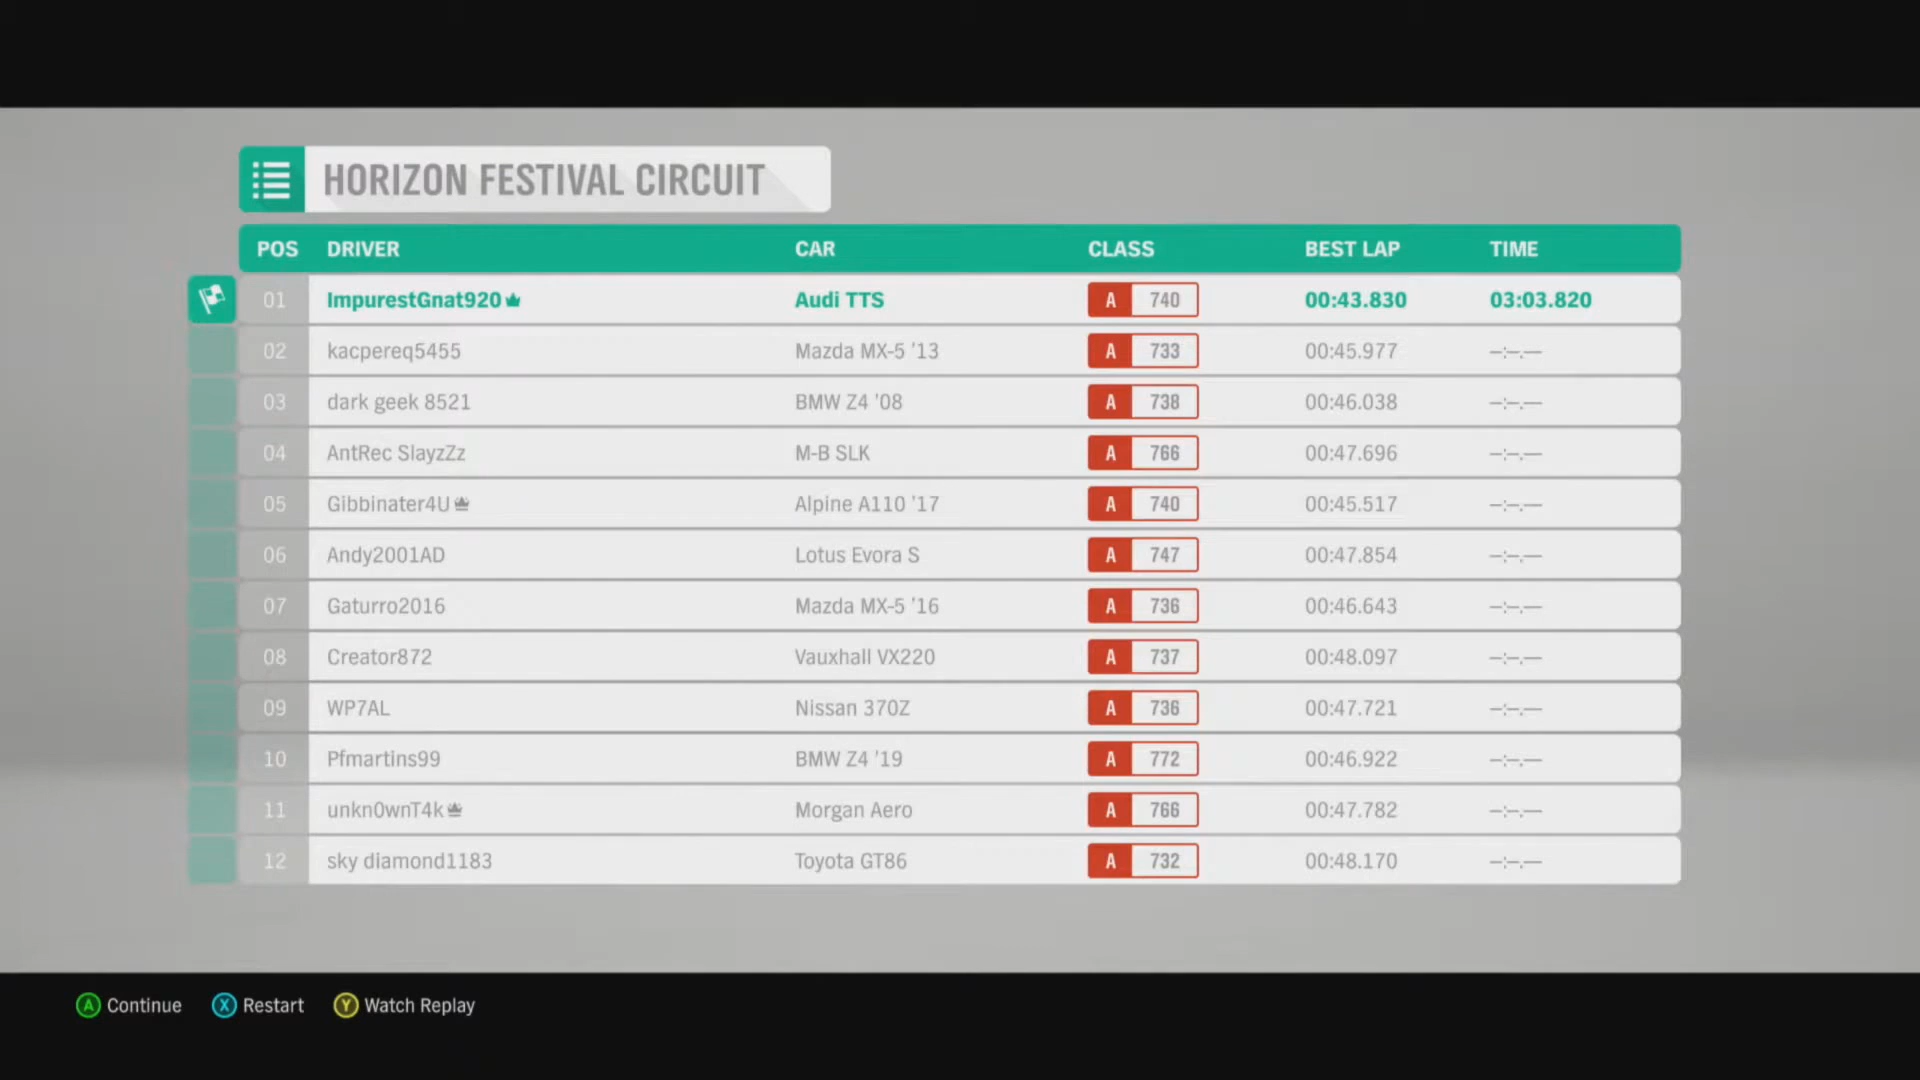 HORIZON FESTIVAL CIRCUIT
POS DRIVER CAR CLASS BEST LAP TIME
01 ImpurestGnat920 Audi TTS A 740 00:43.830 03:03.820
02 kacpereq5455 Mazda MX-5 '13 A 733 00:45.977 --:--.---
03 dark geek 8521 BMW Z4 '08 A 738 00:46.038 --:--.---
04 AntRec SlayzZz M-B SLK A 766 00:47.696 --:--.---
05 Gibbinater4U Alpine A110 '17 A 740 00:45.517 --:--.---
06 Andy2001AD Lotus Evora S A 747 00:47.854 --:--.---
07 Gaturro2016 Mazda MX-5 '16 A 736 00:46.643 --:--.---
08 Creator872 Vauxhall VX220 A 737 00:48.097 --:--.---
09 WP7AL Nissan 370Z A 736 00:47.721 --:--.---
10 Pfmartins99 BMW Z4 '19 A 772 00:46.922 --:--.---
11 unkn0wnT4k Morgan Aero A 766 00:47.782 --:--.---
12 sky diamond1183 Toyota GT86 A 732 00:48.170 --:--.---
A Continue X Restart Y Watch Replay